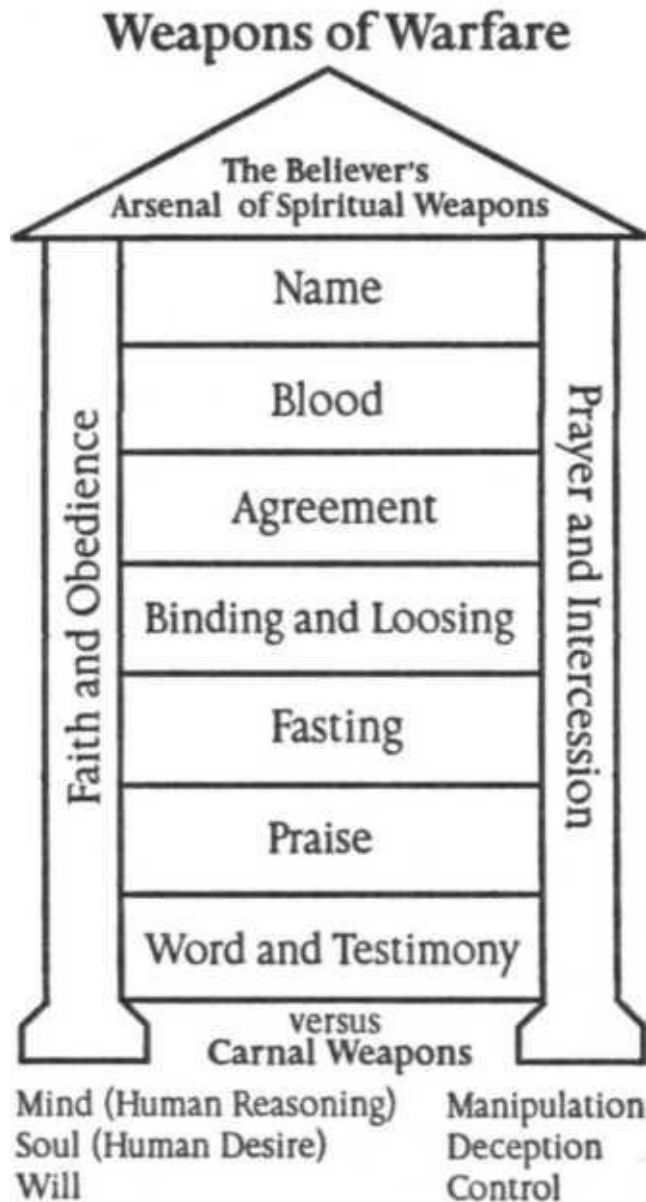 Weapons of Warfare
The Believer's
Arsenal of Spiritual Weapons
Faith and Obedience
Name
Blood
Agreement
Binding and Loosing
Fasting
Praise
Word and Testimony
Prayer and Intercession
versus
Carnal Weapons
Mind (Human Reasoning)
Soul (Human Desire)
Will
Manipulation
Deception
Control